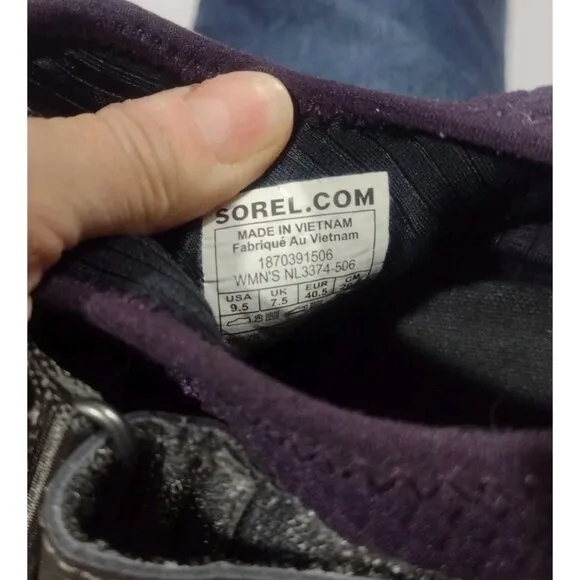 SOREL.COM
MADE IN VIETNAM
Fabriqué Au Vietnam
1870391506
WMN'S NL3374-506
USA UK EUR CM
9.5 7.5 40.5